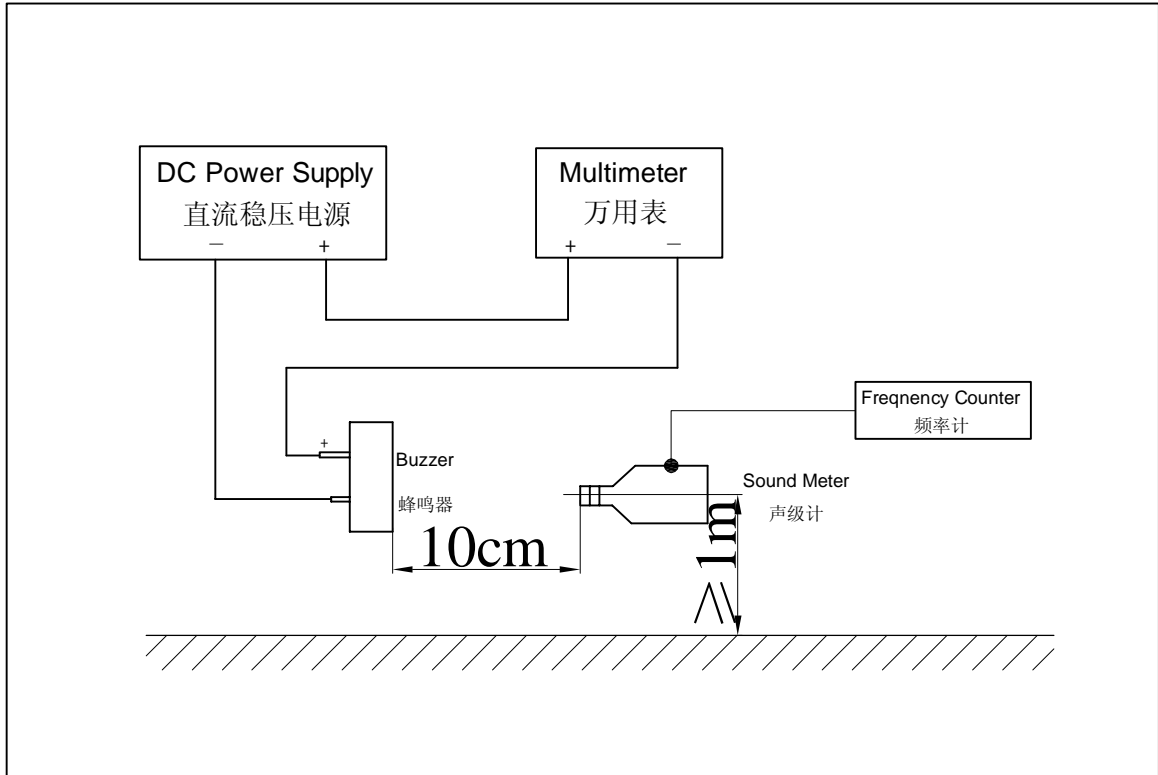 DC Power Supply
直流稳压电源
— +
Multimeter
万用表
+ —
Freqnency Counter
频率计
+
Buzzer
蜂鸣器
Sound Meter
声级计
10cm
≥1m